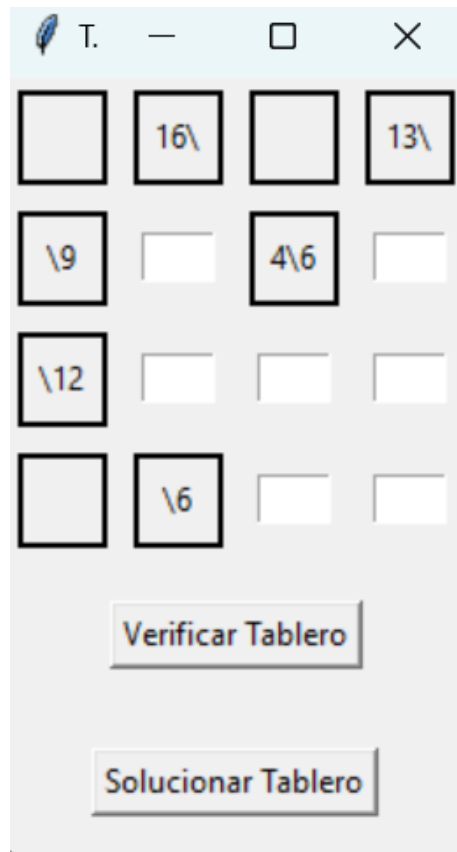 T.
16\ 13\
\9 4\6
\12
\6
Verificar Tablero
Solucionar Tablero